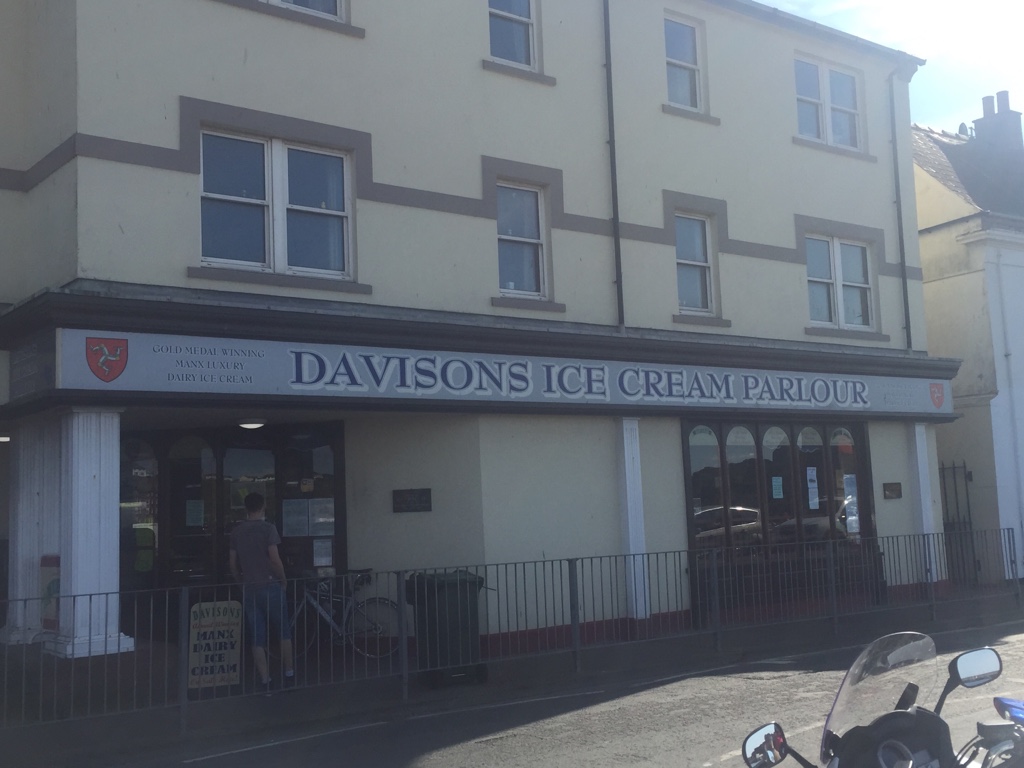 GOLD MEDAL WINNING
MANX LUXURY
DAIRY ICE CREAM
DAVISONS ICE CREAM PARLOUR
DAVISONS
MANX
DAIRY
ICE
CREAM